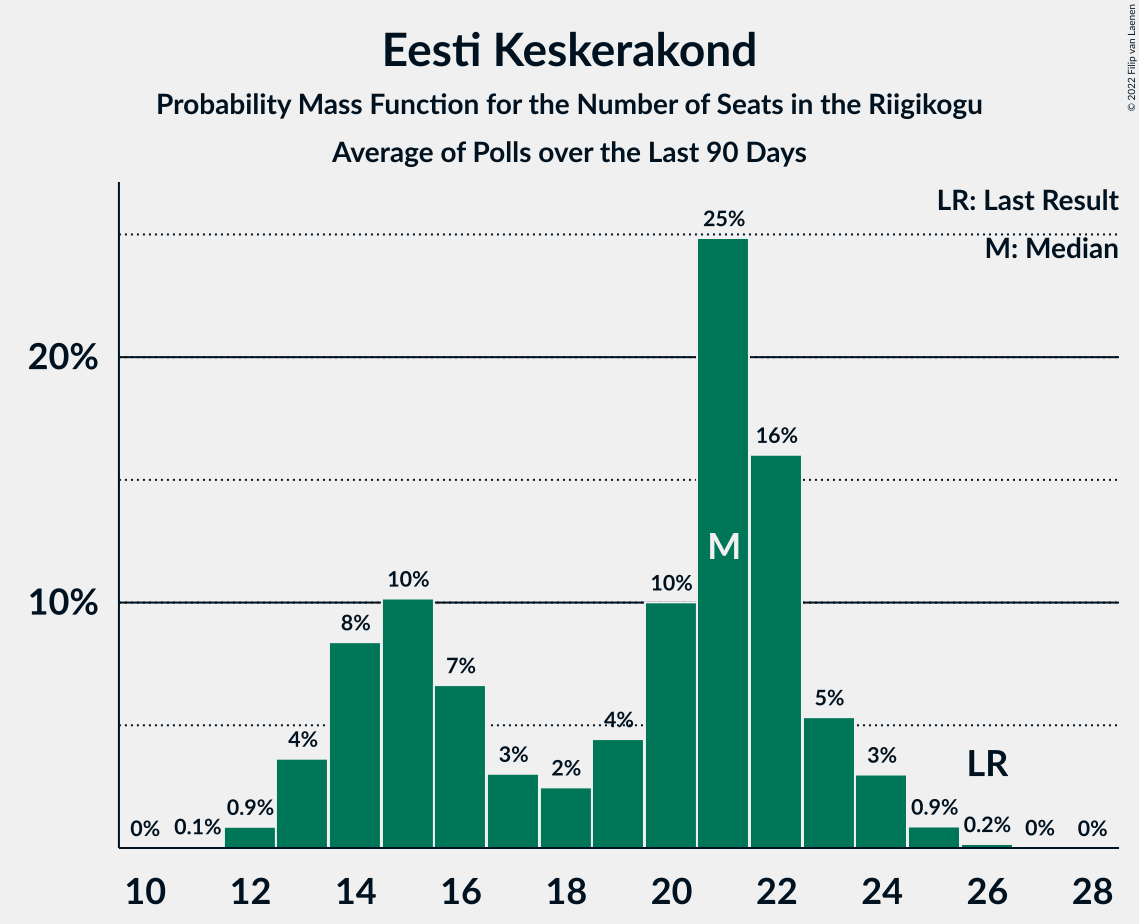 Eesti Keskerakond
Probability Mass Function for the Number of Seats in the Riigikogu
Average of Polls over the Last 90 Days
© 2022 Filip van Laenen
LR: Last Result
M: Median
25%
20%
16%
M
10%
10%
10%
8%
7%
5%
4%
4%
3%
3%
2%
LR
0.9%
0.9%
0.2%
0.1%
0%
0%
0%
10 12 14 16 18 20 22 24 26 28